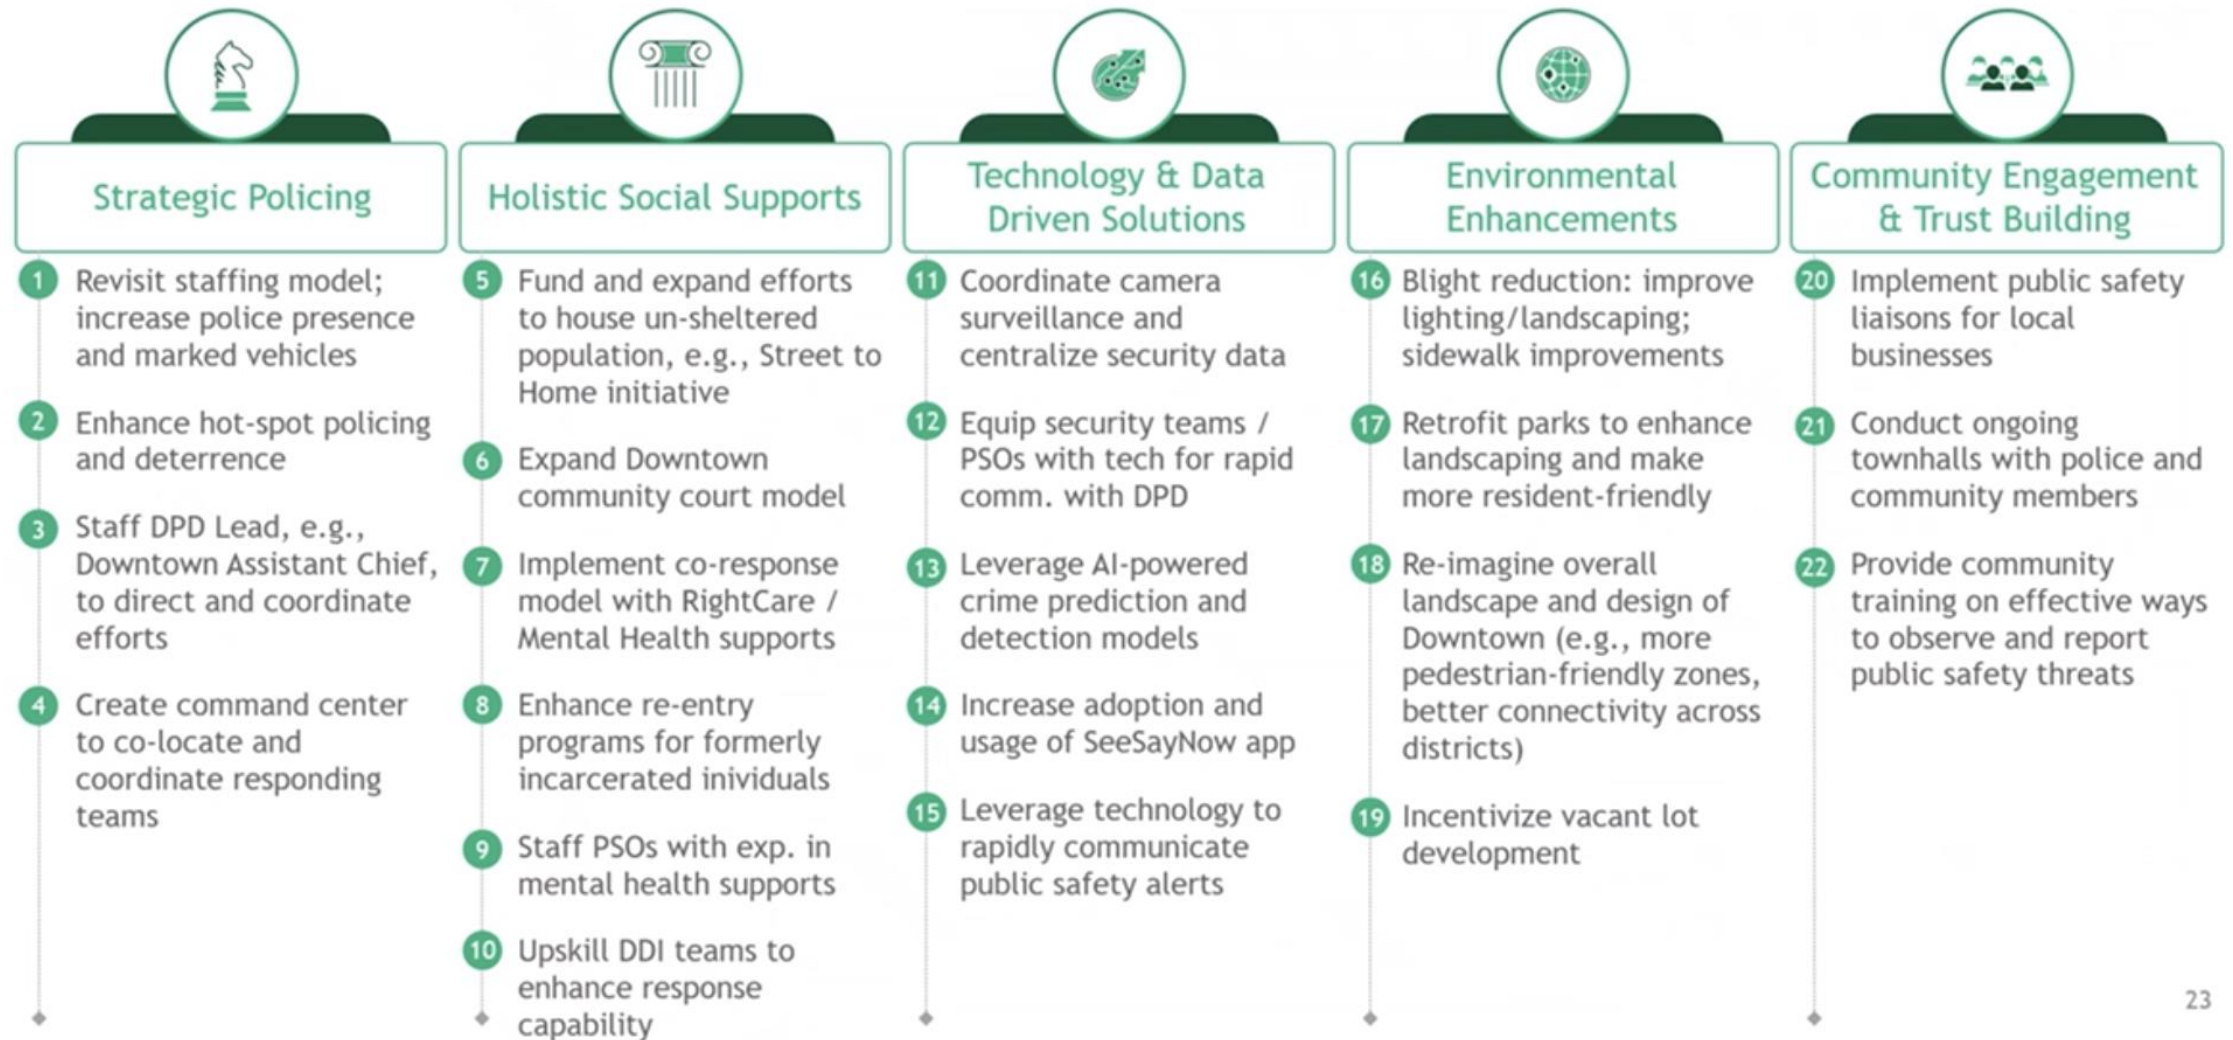 Strategic Policing
1 Revisit staffing model;
increase police presence
and marked vehicles
2 Enhance hot-spot policing
and deterrence
3 Staff DPD Lead, e.g.,
Downtown Assistant Chief,
to direct and coordinate
efforts
4 Create command center
to co-locate and
coordinate responding
teams
Holistic Social Supports
5 Fund and expand efforts
to house un-sheltered
population, e.g., Street to
Home initiative
6 Expand Downtown
community court model
7 Implement co-response
model with RightCare /
Mental Health supports
8 Enhance re-entry
programs for formerly
incarcerated inividuals
9 Staff PSOs with exp. in
mental health supports
10 Upskill DDI teams to
enhance response
capability
Technology & Data
Driven Solutions
11 Coordinate camera
surveillance and
centralize security data
12 Equip security teams /
PSOs with tech for rapid
comm. with DPD
13 Leverage AI-powered
crime prediction and
detection models
14 Increase adoption and
usage of SeeSayNow app
15 Leverage technology to
rapidly communicate
public safety alerts
Environmental
Enhancements
16 Blight reduction: improve
lighting/landscaping;
sidewalk improvements
17 Retrofit parks to enhance
landscaping and make
more resident-friendly
18 Re-imagine overall
landscape and design of
Downtown (e.g., more
pedestrian-friendly zones,
better connectivity across
districts)
19 Incentivize vacant lot
development
Community Engagement
& Trust Building
20 Implement public safety
liaisons for local
businesses
21 Conduct ongoing
townhalls with police and
community members
22 Provide community
training on effective ways
to observe and report
public safety threats
23